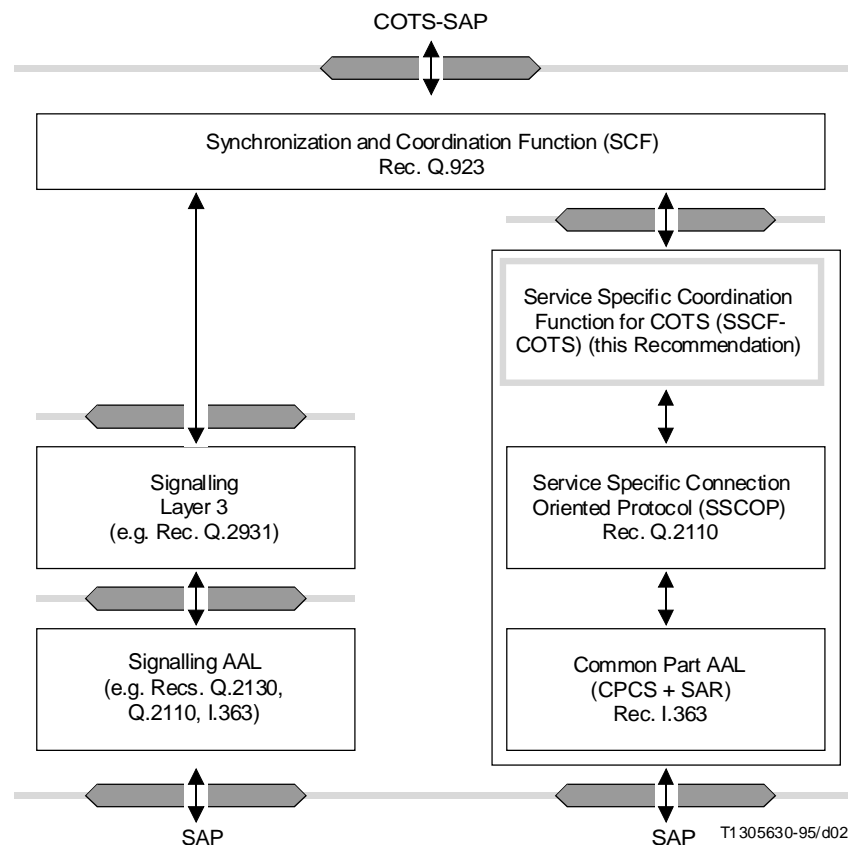 COTS-SAP
Synchronization and Coordination Function (SCF)
Rec. Q.923
Service Specific Coordination
Function for COTS (SSCF-
COTS) (this Recommendation)
Signalling
Layer 3
(e.g. Rec. Q.2931)
Service Specific Connection
Oriented Protocol (SSCOP)
Rec. Q.2110
Signalling AAL
(e.g. Recs. Q.2130,
Q.2110, I.363)
Common Part AAL
(CPCS + SAR)
Rec. I.363
SAP
SAP
T1305630-95/d02